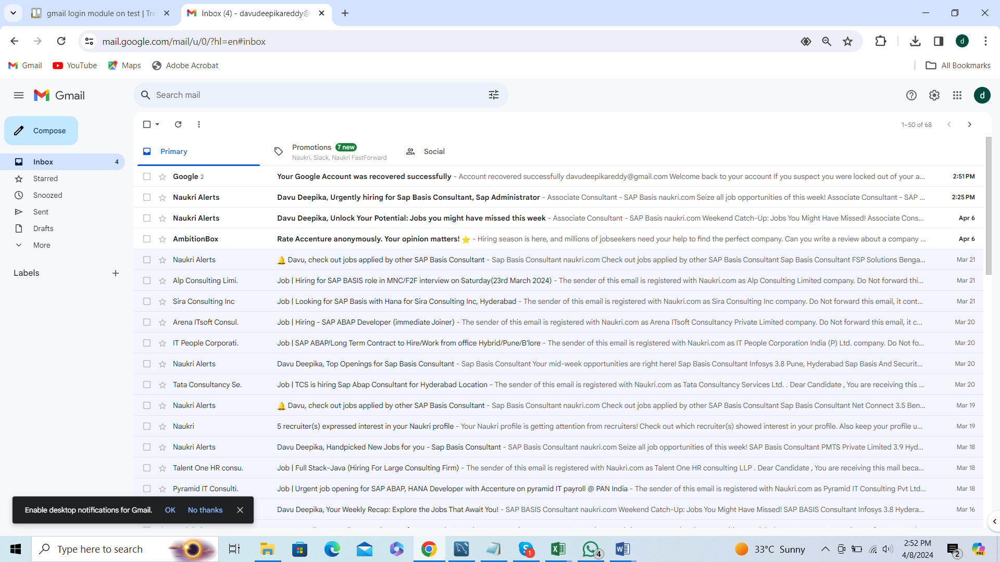 gmail login module on test | Tre
Inbox (4) - davudeepikareddy@
mail.google.com/mail/u/0/?hl=en#inbox
d
Gmail
YouTube
Maps
Adobe Acrobat
All Bookmarks
Gmail
Search mail
d
Compose
1–50 of 68
Primary
Promotions
7 new
Naukri, Slack, Naukri FastForward
Social
Inbox 4
Starred
Snoozed
Sent
Drafts
More
Labels
Google 2 Your Google Account was recovered successfully - Account recovered successfully davudeepikareddy@gmail.com Welcome back to your account If you suspect you were locked out of your a... 2:51 PM
Naukri Alerts Davu Deepika, Urgently hiring for Sap Basis Consultant, Sap Administrator - Associate Consultant - SAP Basis naukri.com Seize all job opportunities of this week! Associate Consultant - SAP ... 2:25 PM
Naukri Alerts Davu Deepika, Unlock Your Potential: Jobs you might have missed this week - Associate Consultant - SAP Basis naukri.com Weekend Catch-Up: Jobs You Might Have Missed! Associate Cons... Apr 6
AmbitionBox Rate Accenture anonymously. Your opinion matters! ⭐ - Hiring season is here, and millions of jobseekers need your help to find the perfect company. Can you write a review about a company ... Apr 6
Naukri Alerts 🔔 Davu, check out jobs applied by other SAP Basis Consultant - Sap Basis Consultant naukri.com Check out jobs applied by other SAP Basis Consultant Sap Basis Consultant FSP Solutions Benga... Mar 21
Alp Consulting Limi. Job | Hiring for SAP BASIS role in MNC/F2F interview on Saturday(23rd March 2024) - The sender of this email is registered with Naukri.com as Alp Consulting Limited company. Do Not forward thi... Mar 21
Sira Consulting Inc Job | Looking for SAP Basis with Hana for Sira Consulting Inc, Hyderabad - The sender of this email is registered with Naukri.com as Sira Consulting Inc company. Do Not forward this email, it cont... Mar 21
Arena ITsoft Consul. Job | Hiring - SAP ABAP Developer (immediate Joiner) - The sender of this email is registered with Naukri.com as Arena ITsoft Consultancy Private Limited company. Do Not forward this email, it c... Mar 20
IT People Corporati. Job | SAP ABAP/Long Term Contract to Hire/Work from office Hybrid/Pune/B'lore - The sender of this email is registered with Naukri.com as IT People Corporation India (P) Ltd. company. Do Not fo... Mar 20
Naukri Alerts Davu Deepika, Top Openings for Sap Basis Consultant - Sap Basis Consultant Your mid-week opportunities are right here! Sap Basis Consultant Infosys 3.8 Pune, Hyderabad Sap Basis And Securit... Mar 20
Tata Consultancy Se. Job | TCS is hiring Sap Abap Consultant for Hyderabad Location - The sender of this email is registered with Naukri.com as Tata Consultancy Services Ltd. . Dear Candidate , You are receiving this ... Mar 20
Naukri Alerts 🔔 Davu, check out jobs applied by other SAP Basis Consultant - Sap Basis Consultant naukri.com Check out jobs applied by other SAP Basis Consultant Sap Basis Consultant Net Connect 3.5 Ben... Mar 19
Naukri 5 recruiter(s) expressed interest in your Naukri profile - Your Naukri profile is getting attention from recruiters! Check out which recruiter(s) showed interest in your profile. Also keep your profile u... Mar 19
Naukri Alerts Davu Deepika, Handpicked New Jobs for you - Sap Basis Consultant - SAP Basis Consultant naukri.com Seize all job opportunities of this week! SAP Basis Consultant PMTS Private Limited 3.9 Hyd... Mar 18
Talent One HR consu. Job | Full Stack-Java (Hiring For Large Consulting Firm) - The sender of this email is registered with Naukri.com as Talent One HR consulting LLP . Dear Candidate , You are receiving this mail beca... Mar 18
Pyramid IT Consulti. Job | Urgent job opening for SAP ABAP, HANA Developer with Accenture on pyramid IT payroll @ PAN India - The sender of this email is registered with Naukri.com as Pyramid IT Consulting Pvt Ltd... Mar 18
Davu Deepika, Your Weekly Recap: Explore the Jobs That Await You! - SAP BASIS Consultant naukri.com Weekend Catch-Up: Jobs You Might Have Missed! SAP BASIS Consultant Infosys 3.8 Hydera... Mar 16
Enable desktop notifications for Gmail. OK No thanks
Type here to search
1
4
33°C Sunny
2:52 PM
4/8/2024
2
PRE